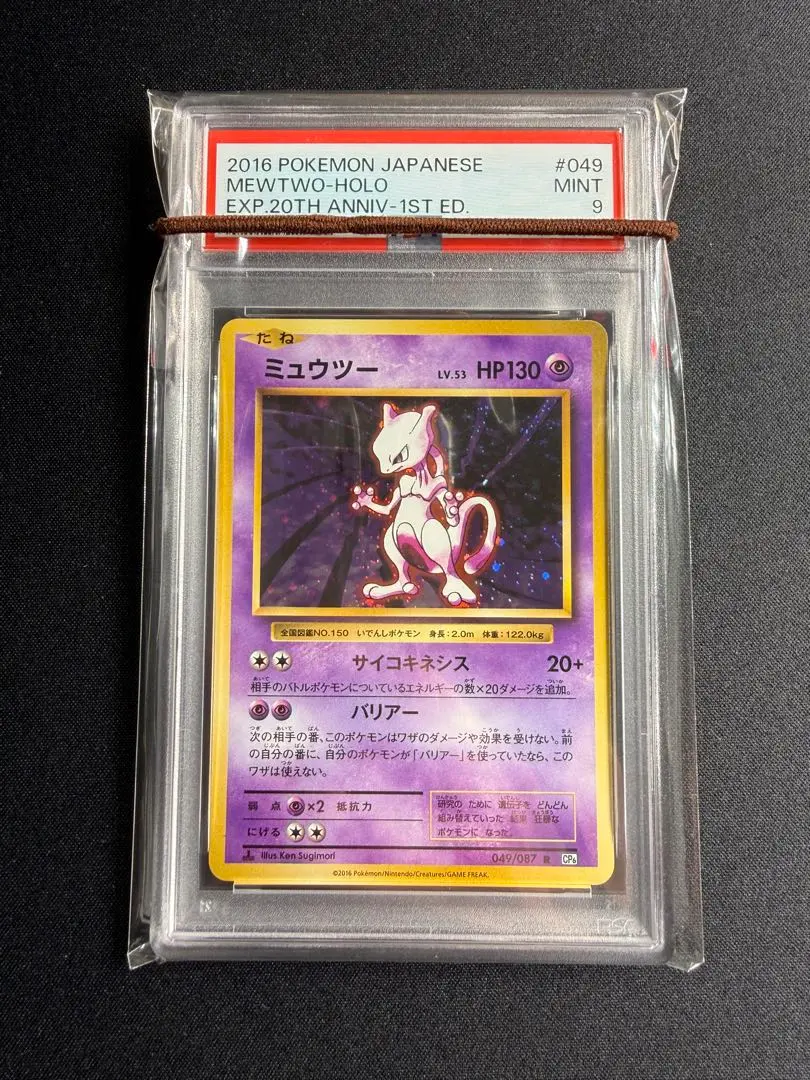 2016 POKEMON JAPANESE #049
MEWTWO-HOLO MINT
EXP.20TH ANNIV-1ST ED. 9
たね
ミュウツー LV.53 HP130
全国図鑑NO.150 いでんしポケモン 身長:2.0m 体重:122.0kg
サイコキネシス 20+
相手のバトルポケモンについているエネルギーの数×20ダメージを追加。
バリアー
次の相手の番、このポケモンはワザのダメージや効果を受けない。前
の自分の番に、自分のポケモンが「バリアー」を使っていたなら、この
ワザは使えない。
弱点 ×2 抵抗力
にげる
研究の ために 遺伝子を どんどん
組み替えていった 結果 狂暴な
ポケモンに なった。
Illus Ken Sugimori 049/087 R CP6
©2016 Pokémon/Nintendo/Creatures/GAME FREAK.
PSA